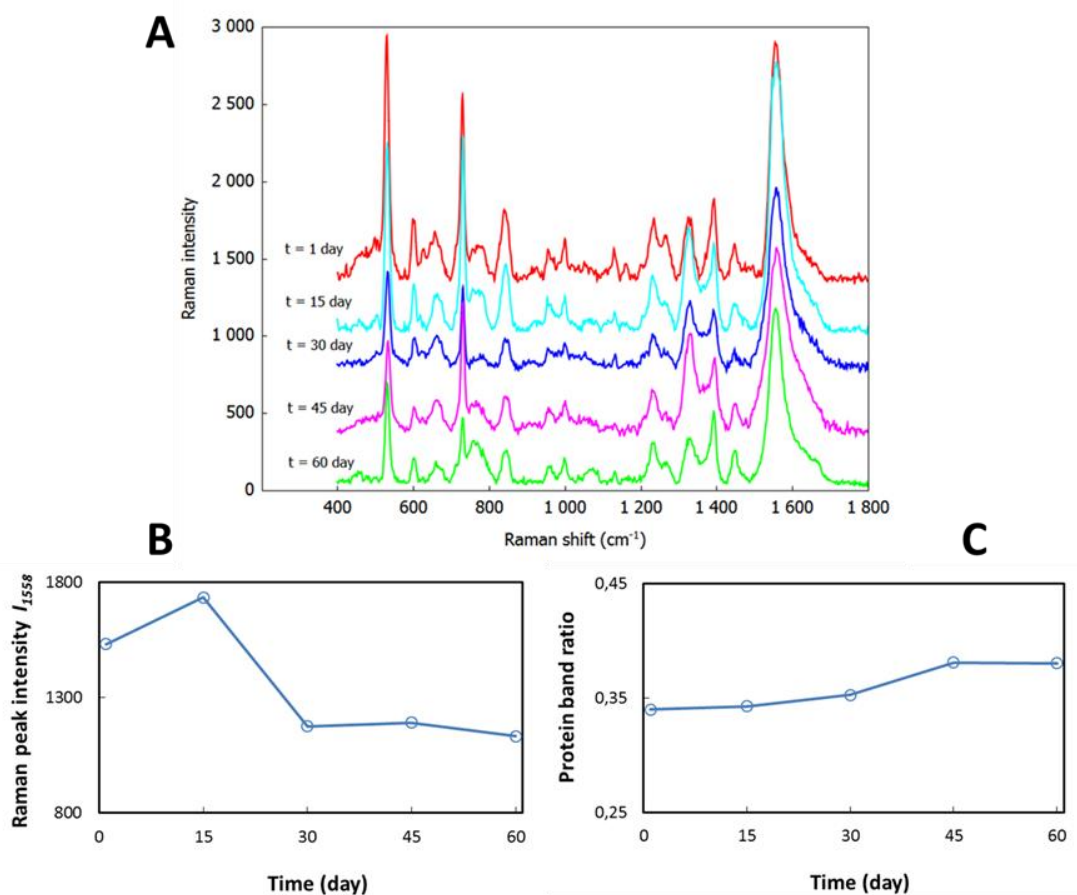 A
3 000
2 500
2 000
1 500
1 000
500
0
Raman intensity
t = 1 day
t = 15 day
t = 30 day
t = 45 day
t = 60 day
400 600 800 1 000 1 200 1 400 1 600 1 800
Raman shift (cm⁻¹)
B
1800
1300
800
Raman peak intensity I₁₅₅₈
0 15 30 45 60
Time (day)
C
0,45
0,35
0,25
Protein band ratio
0 15 30 45 60
Time (day)